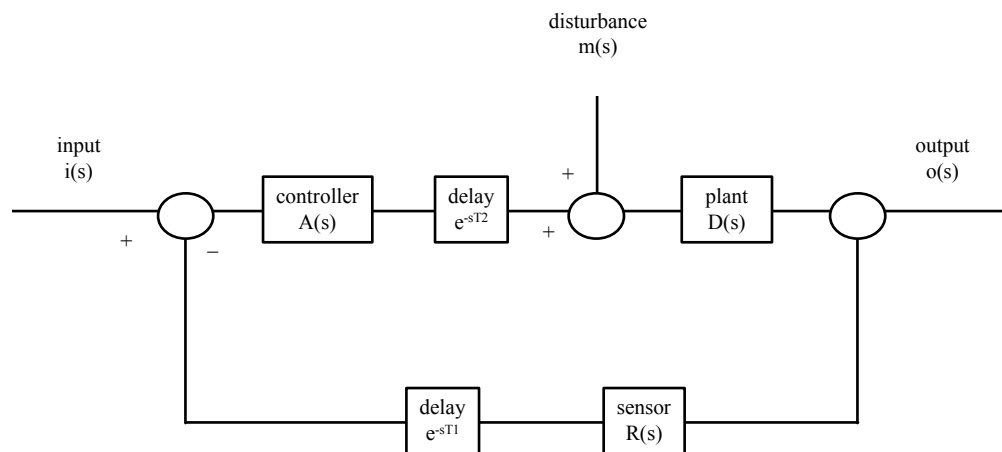 disturbance
m(s)
input
i(s)
output
o(s)
+
controller
A(s)
delay
e^-sT2
plant
D(s)
+
+
−
delay
e^-sT1
sensor
R(s)